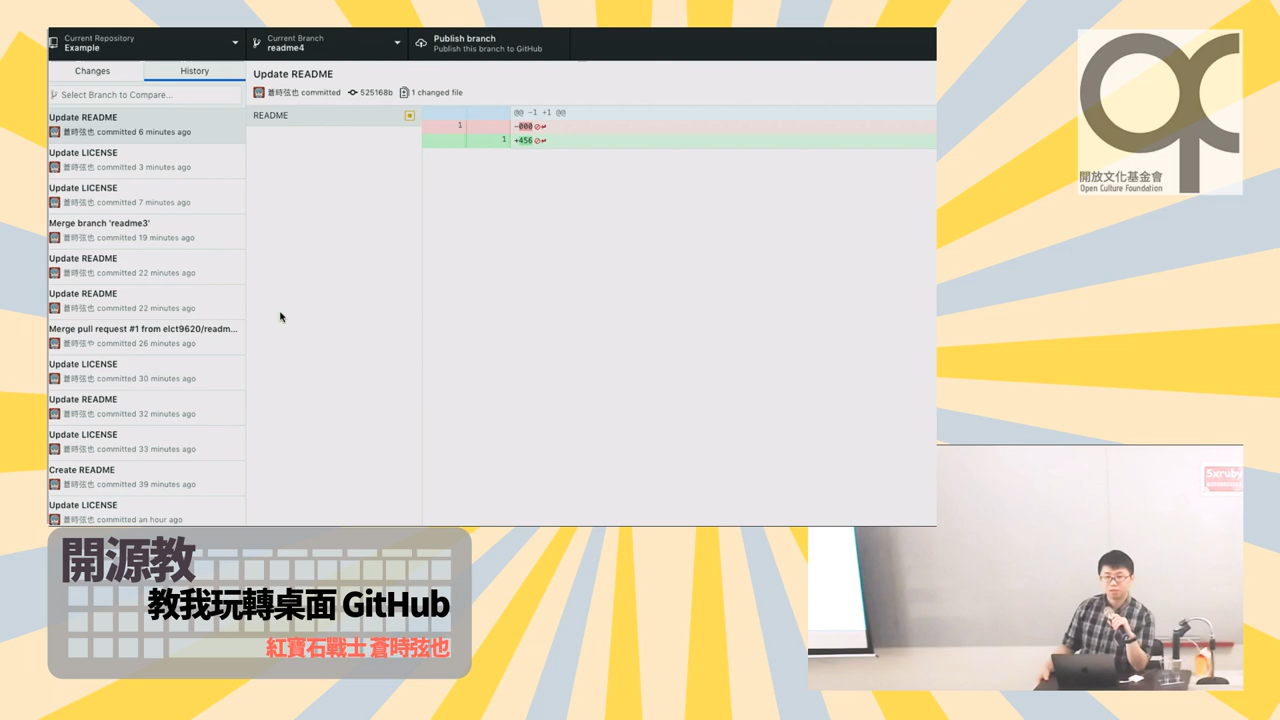 Current Repository
Example
Current Branch
readme4
Publish branch
Publish this branch to GitHub
Changes
History
Select Branch to Compare...
Update README
蒼時弦也 committed 6 minutes ago
Update LICENSE
蒼時弦也 committed 3 minutes ago
Update LICENSE
蒼時弦也 committed 7 minutes ago
Merge branch 'readme3'
蒼時弦也 committed 19 minutes ago
Update README
蒼時弦也 committed 22 minutes ago
Update README
蒼時弦也 committed 22 minutes ago
Merge pull request #1 from elct9620/readm...
蒼時弦や committed 26 minutes ago
Update LICENSE
蒼時弦也 committed 30 minutes ago
Update README
蒼時弦也 committed 32 minutes ago
Update LICENSE
蒼時弦也 committed 33 minutes ago
Create README
蒼時弦也 committed 39 minutes ago
Update LICENSE
蒼時弦也 committed an hour ago
Update README
蒼時弦也 committed 525168b 1 changed file
README
@@ -1 +1 @@
1 -000
1 +456
開放文化基金會
Open Culture Foundation
5xruby
開源教
教我玩轉桌面 GitHub
紅寶石戰士 蒼時弦也